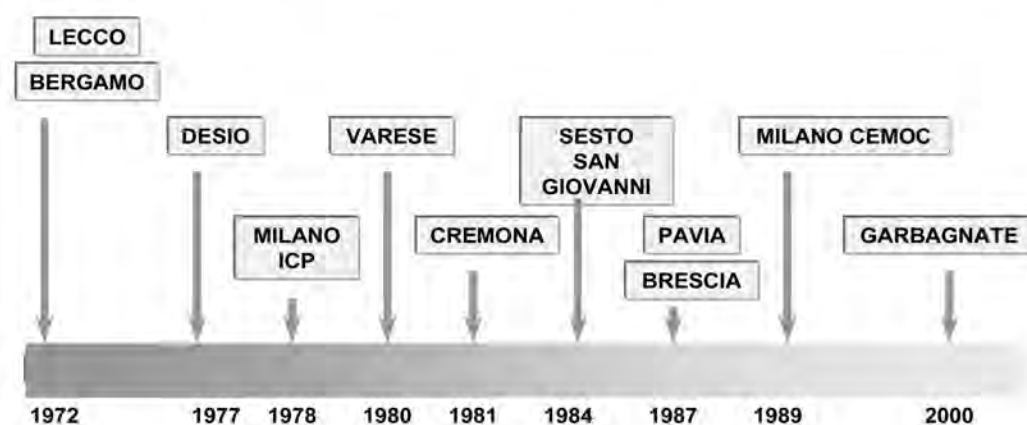 LECCO
BERGAMO
DESIO
VARESE
SESTO
SAN
GIOVANNI
MILANO CEMOC
MILANO
ICP
CREMONA
PAVIA
BRESCIA
GARBAGNATE
1972
1977
1978
1980
1981
1984
1987
1989
2000